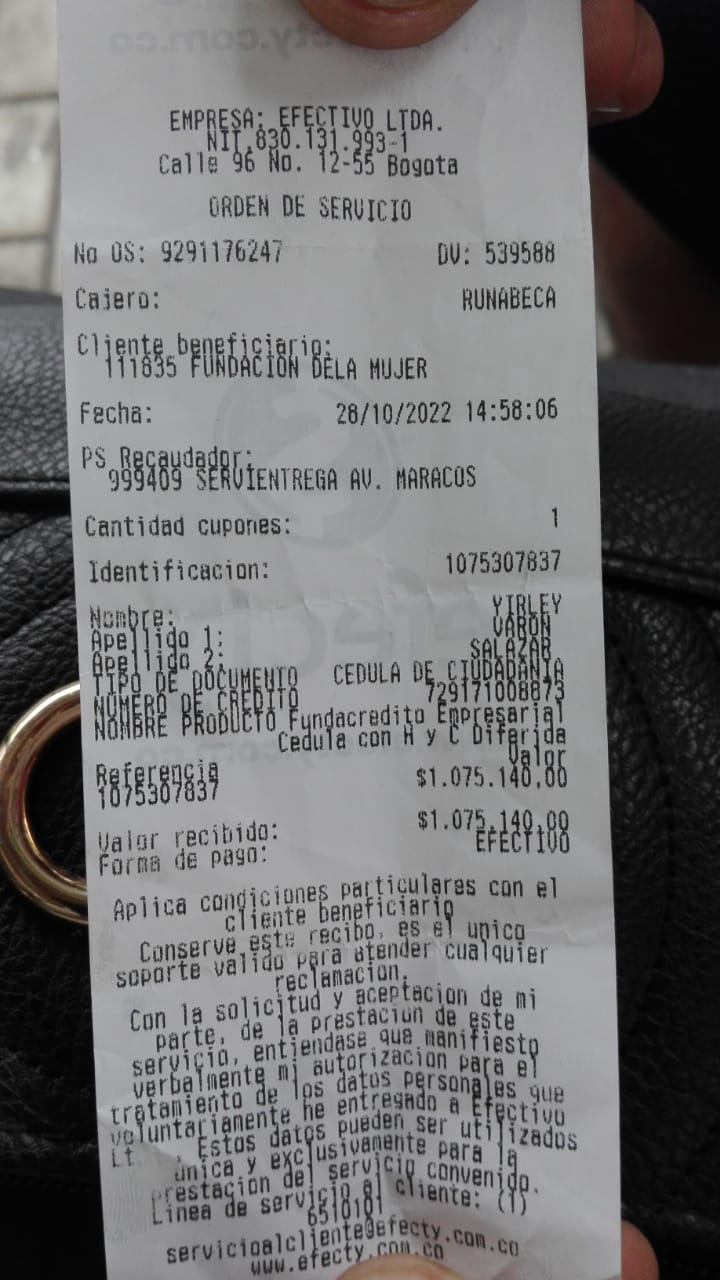 EMPRESA: EFECTIVO LTDA.
NIT.830.131.993-1
Calle 96 No. 12-55 Bogota
ORDEN DE SERVICIO
No OS: 9291176247 DV: 539588
Cajero: RUNABECA
Cliente beneficiario:
111835 FUNDACION DELA MUJER
Fecha: 28/10/2022 14:58:06
PS Recaudador:
999409 SERVIENTREGA AV. MARACOS
Cantidad cupones: 1
Identificacion: 1075307837
Nombre: YIRLEY
Apellido 1: VARON
Apellido 2: SALAZAR
TIPO DE DOCUMENTO CEDULA DE CIUDADANIA
NUMERO DE CREDITO 729171008873
NOMBRE PRODUCTO Fundacredito Empresarial
Cedula con H y C Diferida
Referencia Valor
1075307837 $1.075.140,00
Valor recibido: $1.075.140,00
Forma de pago: EFECTIVO
Aplica condiciones particulares con el
cliente beneficiario
Conserve este recibo, es el unico
soporte valido para atender cualquier
reclamacion.
Con la solicitud y aceptacion de mi
parte, de la prestacion de este
servicio, entiendase que manifiesto
verbalmente mi autorizacion para el
tratamiento de los datos personales que
voluntariamente he entregado a Efectivo
Lt . Estos datos pueden ser utilizados
unica y exclusivamente para la
prestacion del servicio convenido.
Linea de servicio al cliente: (1)
6510101
servicioalcliente@efecty.com.co
www.efecty.com.co